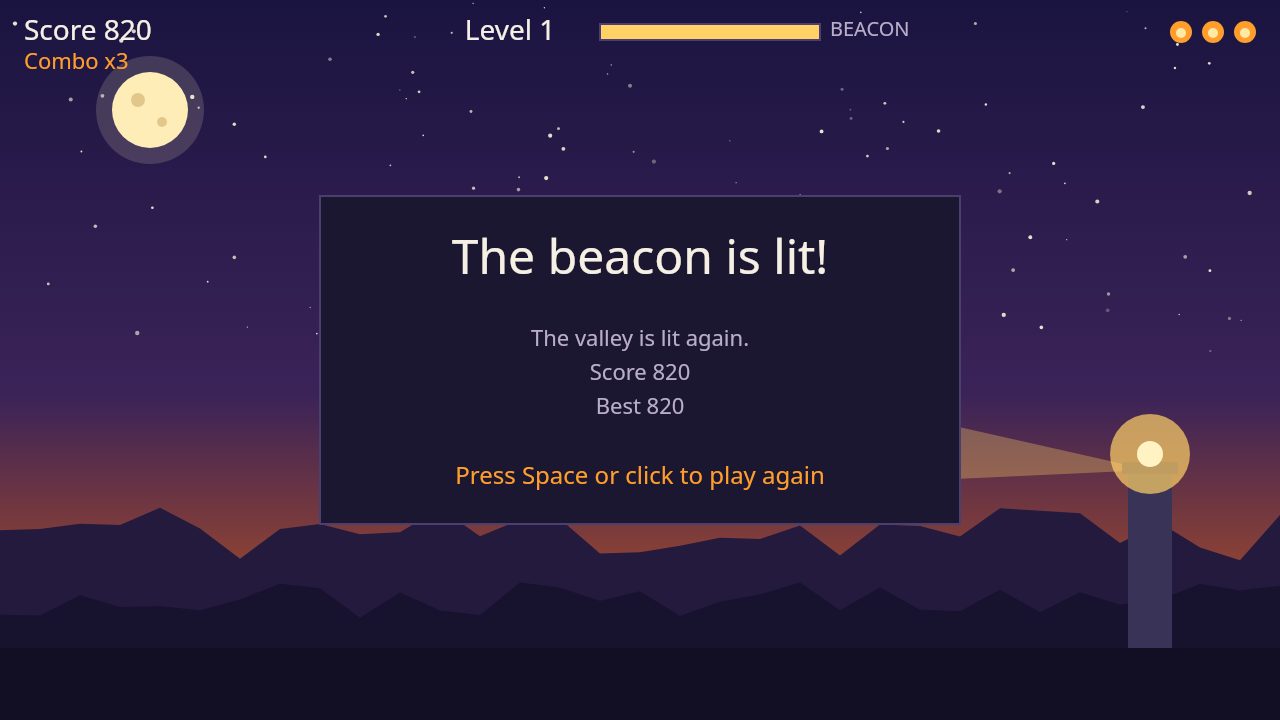 Score 820
Combo x3
Level 1
BEACON
The beacon is lit!
The valley is lit again.
Score 820
Best 820
Press Space or click to play again